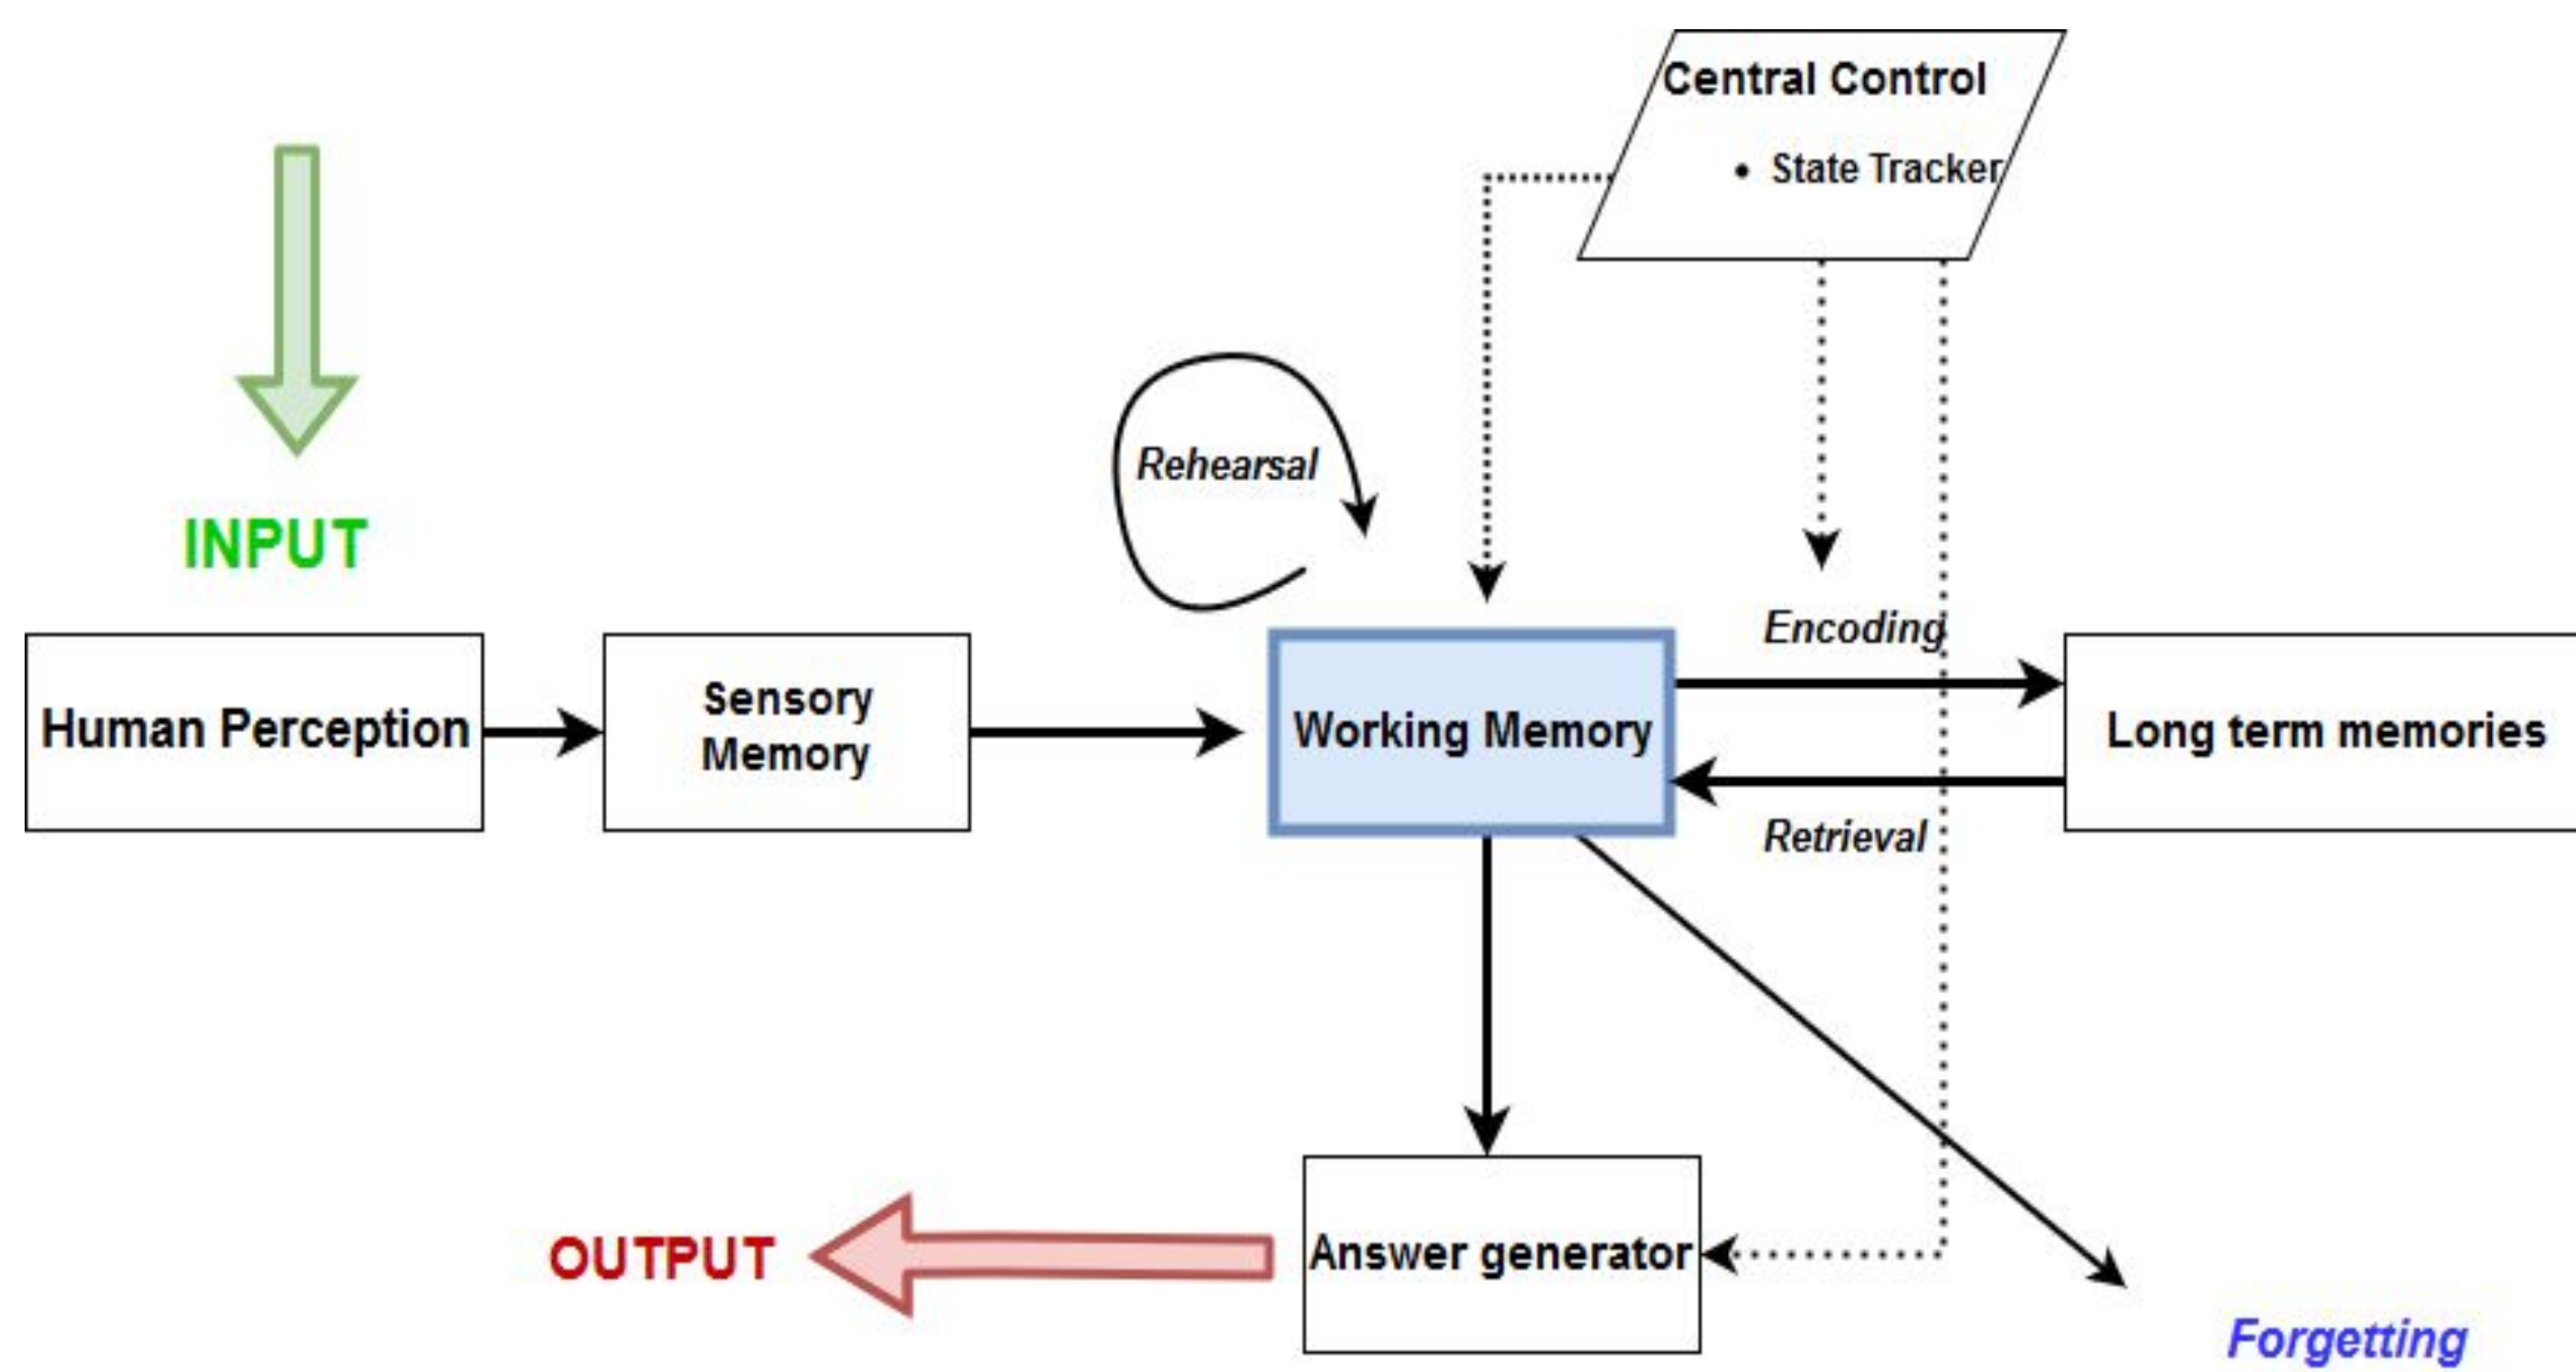 Central Control
• State Tracker
Rehearsal
INPUT
Encoding
Human Perception
Sensory
Memory
Working Memory
Long term memories
Retrieval
OUTPUT
Answer generator
Forgetting